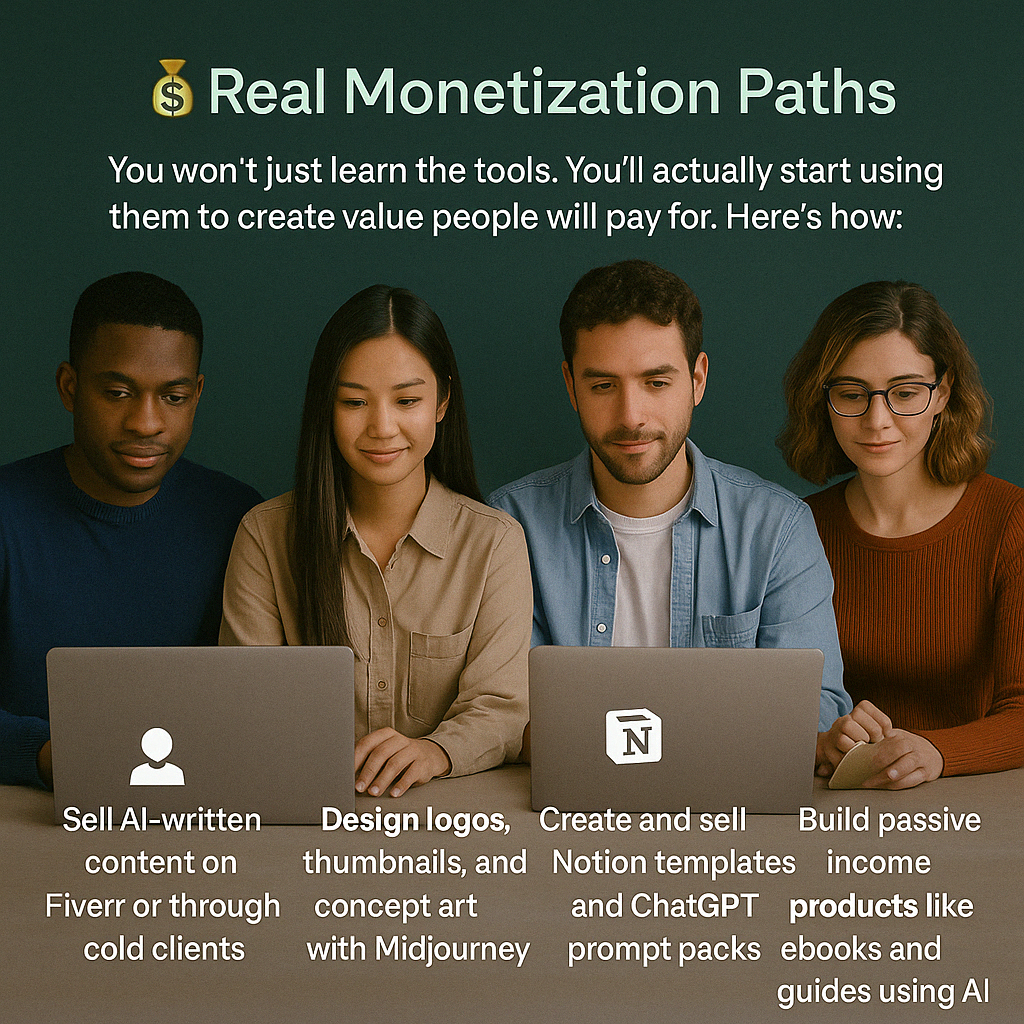 💰 Real Monetization Paths
You won't just learn the tools. You’ll actually start using
them to create value people will pay for. Here’s how:
N
Sell AI-written
content on
Fiverr or through
cold clients
Design logos,
thumbnails, and
concept art
with Midjourney
Create and sell
Notion templates
and ChatGPT
prompt packs
Build passive
income
products like
ebooks and
guides using AI